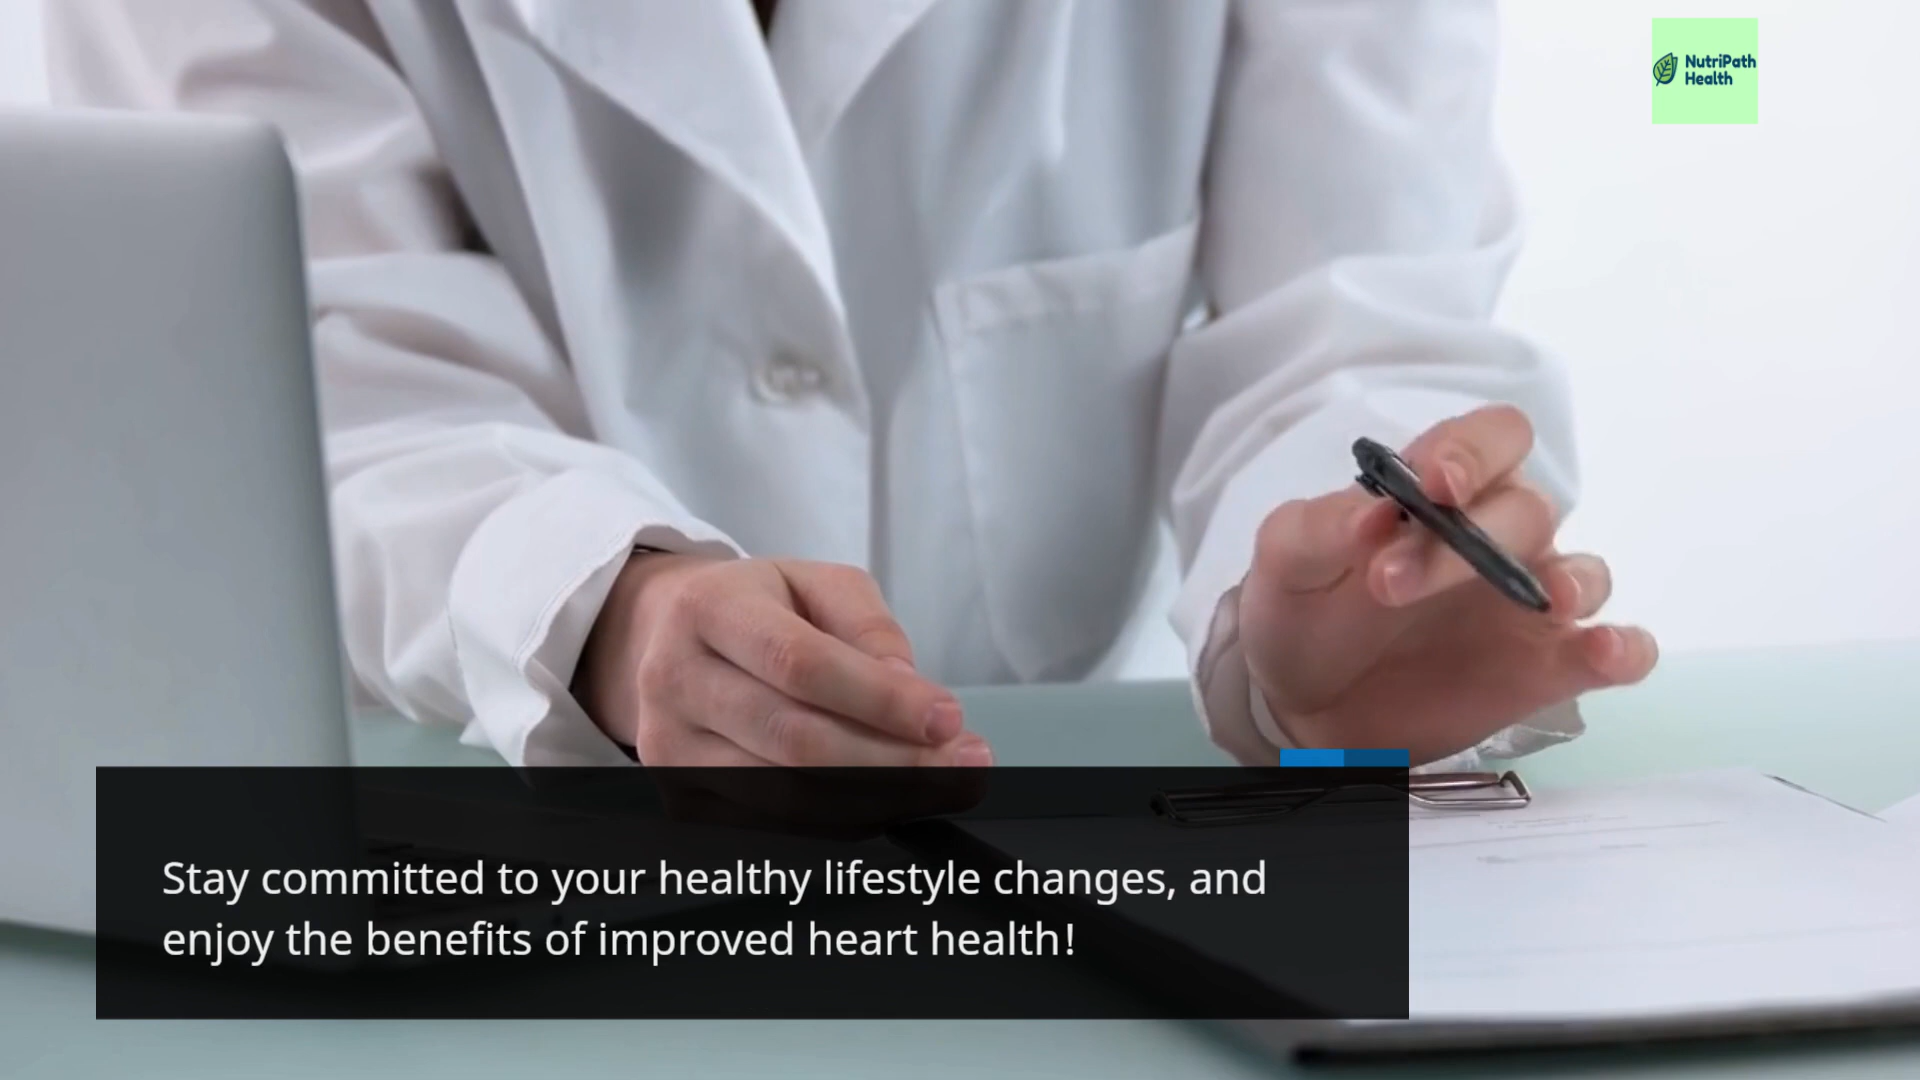 NutriPath
Health
Stay committed to your healthy lifestyle changes, and
enjoy the benefits of improved heart health!